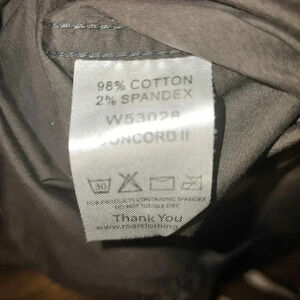 98% COTTON
2% SPANDEX
W53028
CONCORD II
30
FOR PRODUCTS CONTAINING SPANDEX
DO NOT TUMBLE DRY
Thank You
www.roarclothing